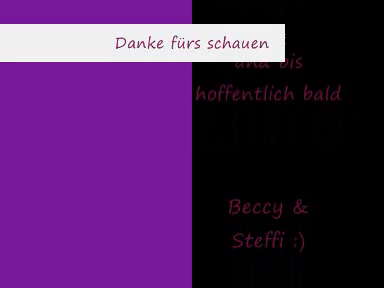 Danke fürs schauen
und bis
hoffentlich bald
Beccy &
Steffi :)